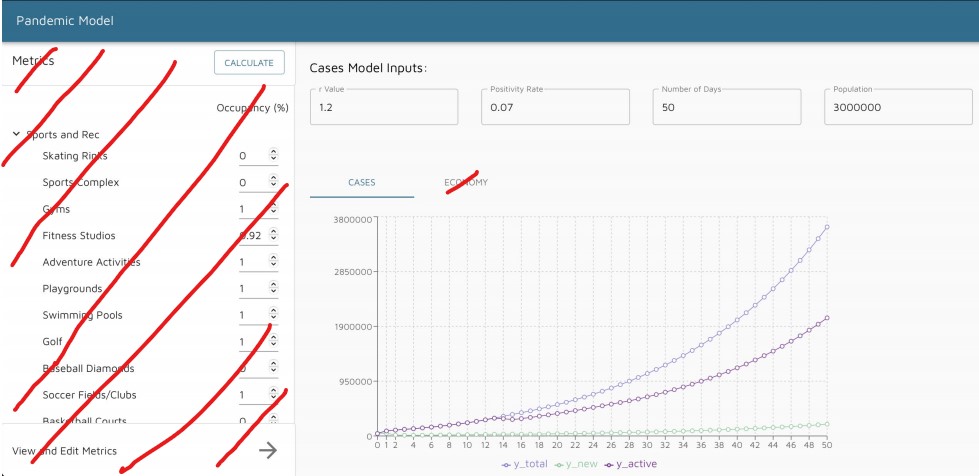 Pandemic Model
Metrics
CALCULATE
Occupancy (%)
Sports and Rec
Skating Rinks 0
Sports Complex 0
Gyms 1
Fitness Studios 0.92
Adventure Activities 1
Playgrounds 1
Swimming Pools 1
Golf 1
Baseball Diamonds 0
Soccer Fields/Clubs 1
Basketball Courts 0
View and Edit Metrics
Cases Model Inputs:
r Value
1.2
Positivity Rate
0.07
Number of Days
50
Population
3000000
CASES ECONOMY
3800000
2850000
1900000
950000
0
0 1 2 4 6 8 10 12 14 16 18 20 22 24 26 28 30 32 34 36 38 40 42 44 46 48 50
y_total y_new y_active